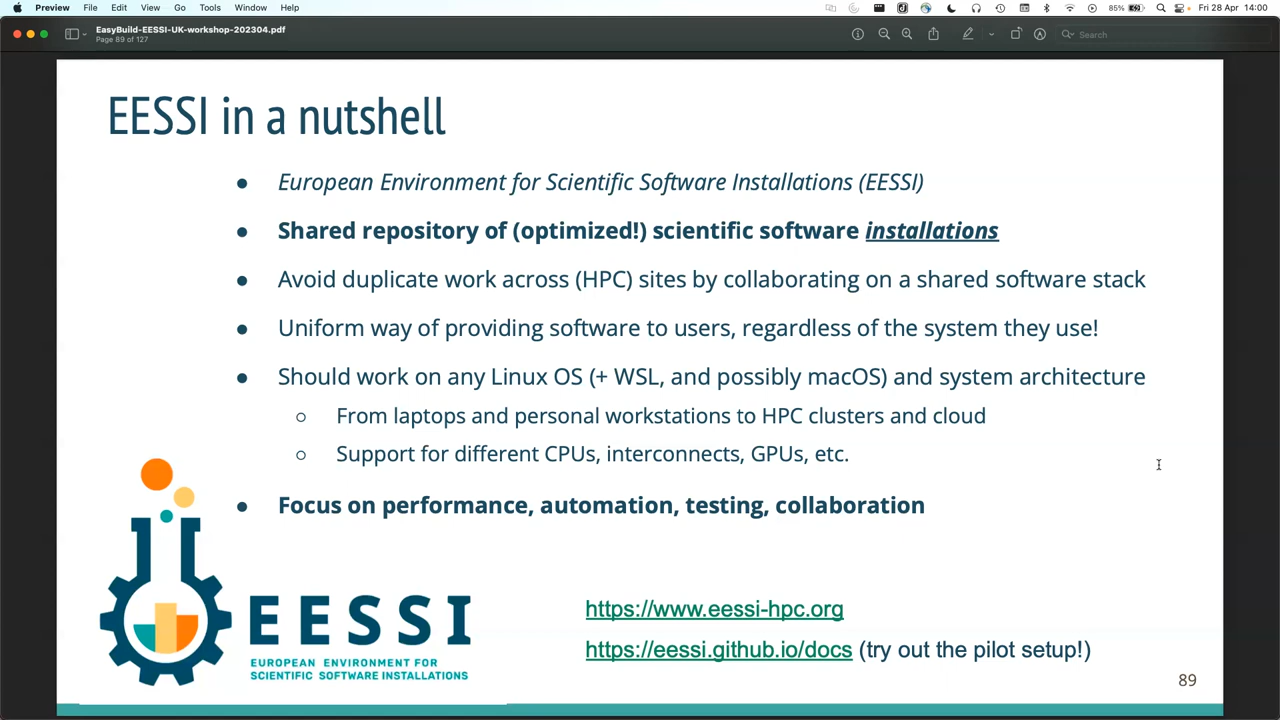 Preview File Edit View Go Tools Window Help 85% Fri 28 Apr 14:00
EasyBuild-EESSI-UK-workshop-202304.pdf
Page 89 of 127
Search
EESSI in a nutshell
● European Environment for Scientific Software Installations (EESSI)
● Shared repository of (optimized!) scientific software installations
● Avoid duplicate work across (HPC) sites by collaborating on a shared software stack
● Uniform way of providing software to users, regardless of the system they use!
● Should work on any Linux OS (+ WSL, and possibly macOS) and system architecture
○ From laptops and personal workstations to HPC clusters and cloud
○ Support for different CPUs, interconnects, GPUs, etc.
● Focus on performance, automation, testing, collaboration
EESSI
EUROPEAN ENVIRONMENT FOR
SCIENTIFIC SOFTWARE INSTALLATIONS
https://www.eessi-hpc.org
https://eessi.github.io/docs (try out the pilot setup!)
89